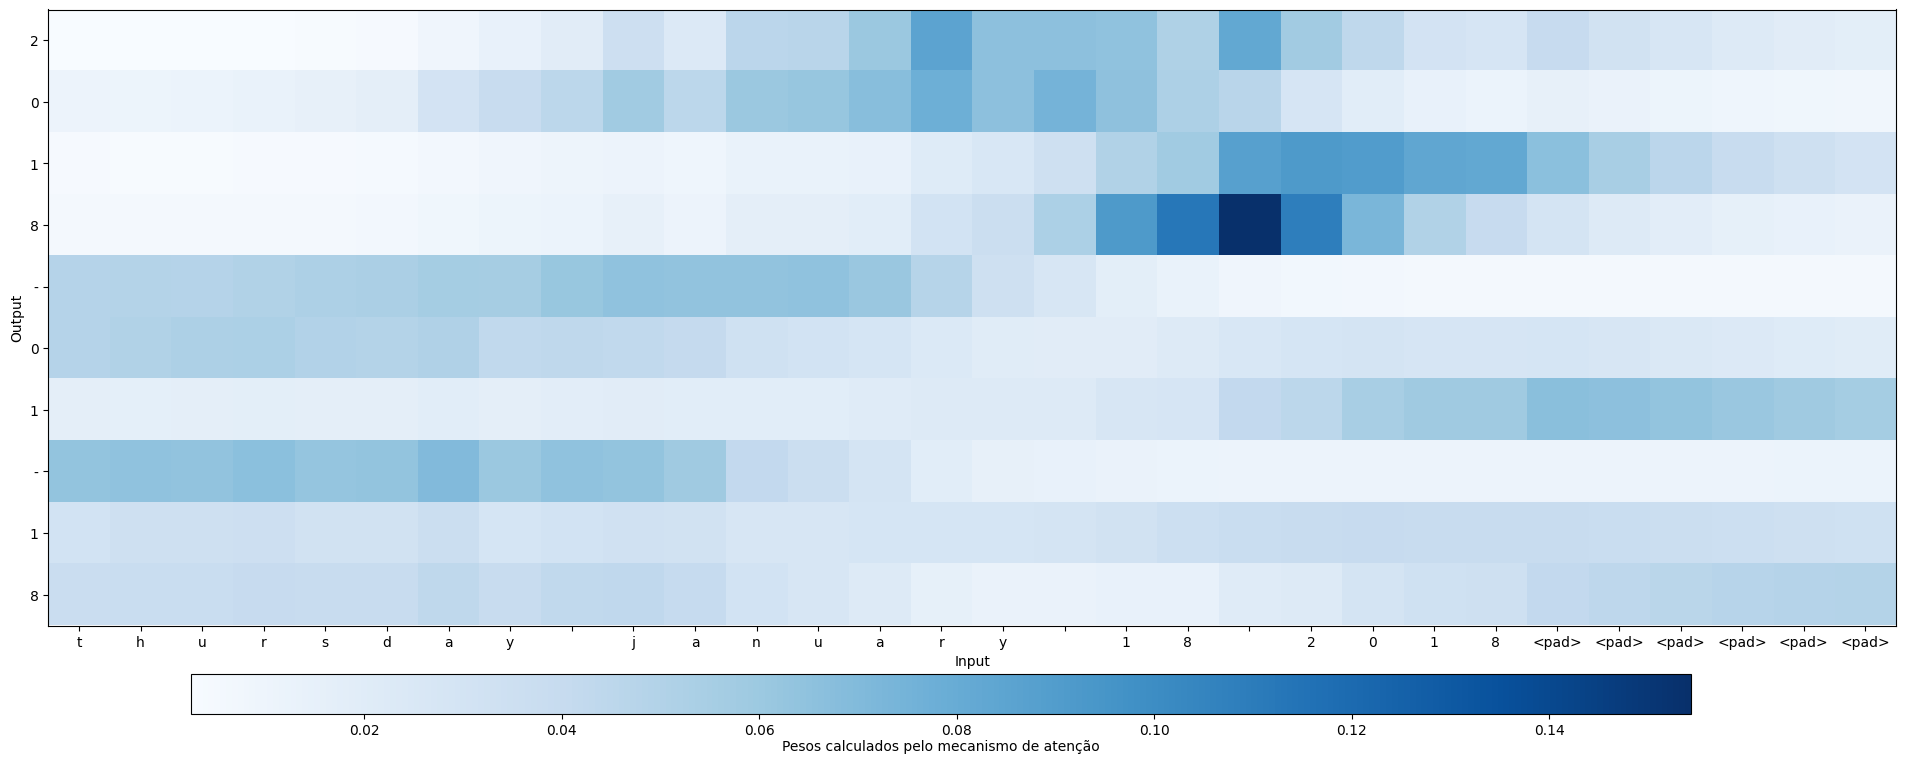 2
0
1
8
-
0
1
-
1
8
Output
t h u r s d a y j a n u a r y 1 8 2 0 1 8 <pad> <pad> <pad> <pad> <pad> <pad>
Input
0.02 0.04 0.06 0.08 0.10 0.12 0.14
Pesos calculados pelo mecanismo de atenção